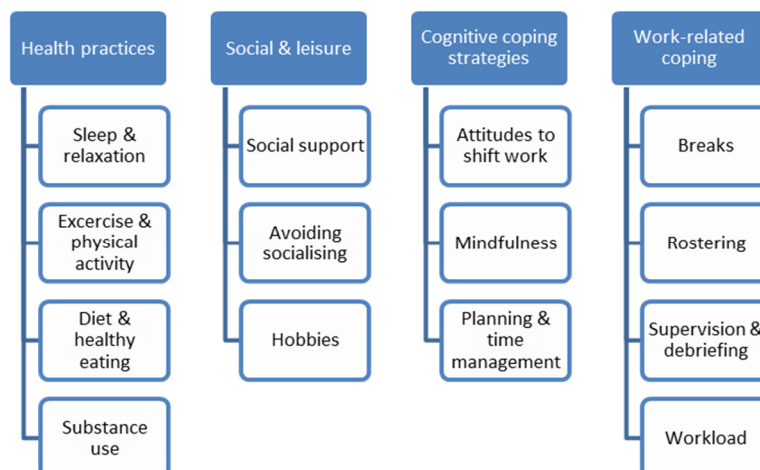 Health practices
Sleep &
relaxation
Excercise &
physical
activity
Diet &
healthy
eating
Substance
use
Social & leisure
Social support
Avoiding
socialising
Hobbies
Cognitive coping
strategies
Attitudes to
shift work
Mindfulness
Planning &
time
management
Work-related
coping
Breaks
Rostering
Supervision &
debriefing
Workload